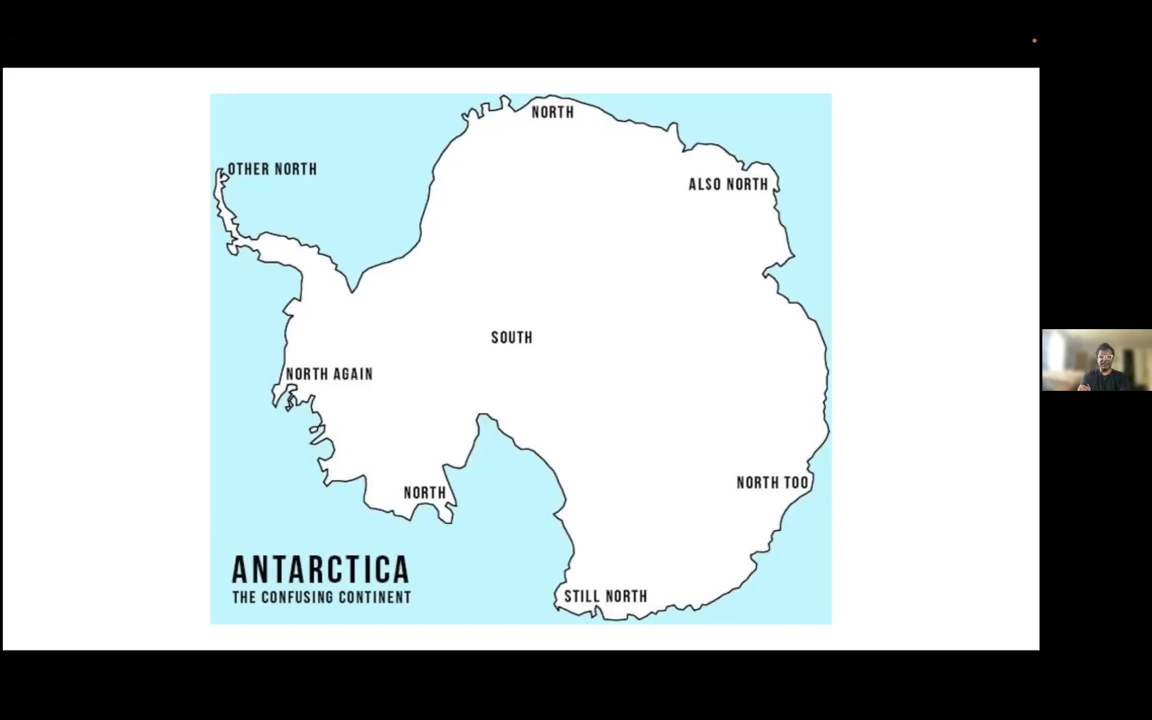 NORTH
OTHER NORTH
ALSO NORTH
SOUTH
NORTH AGAIN
NORTH TOO
NORTH
ANTARCTICA
THE CONFUSING CONTINENT
STILL NORTH